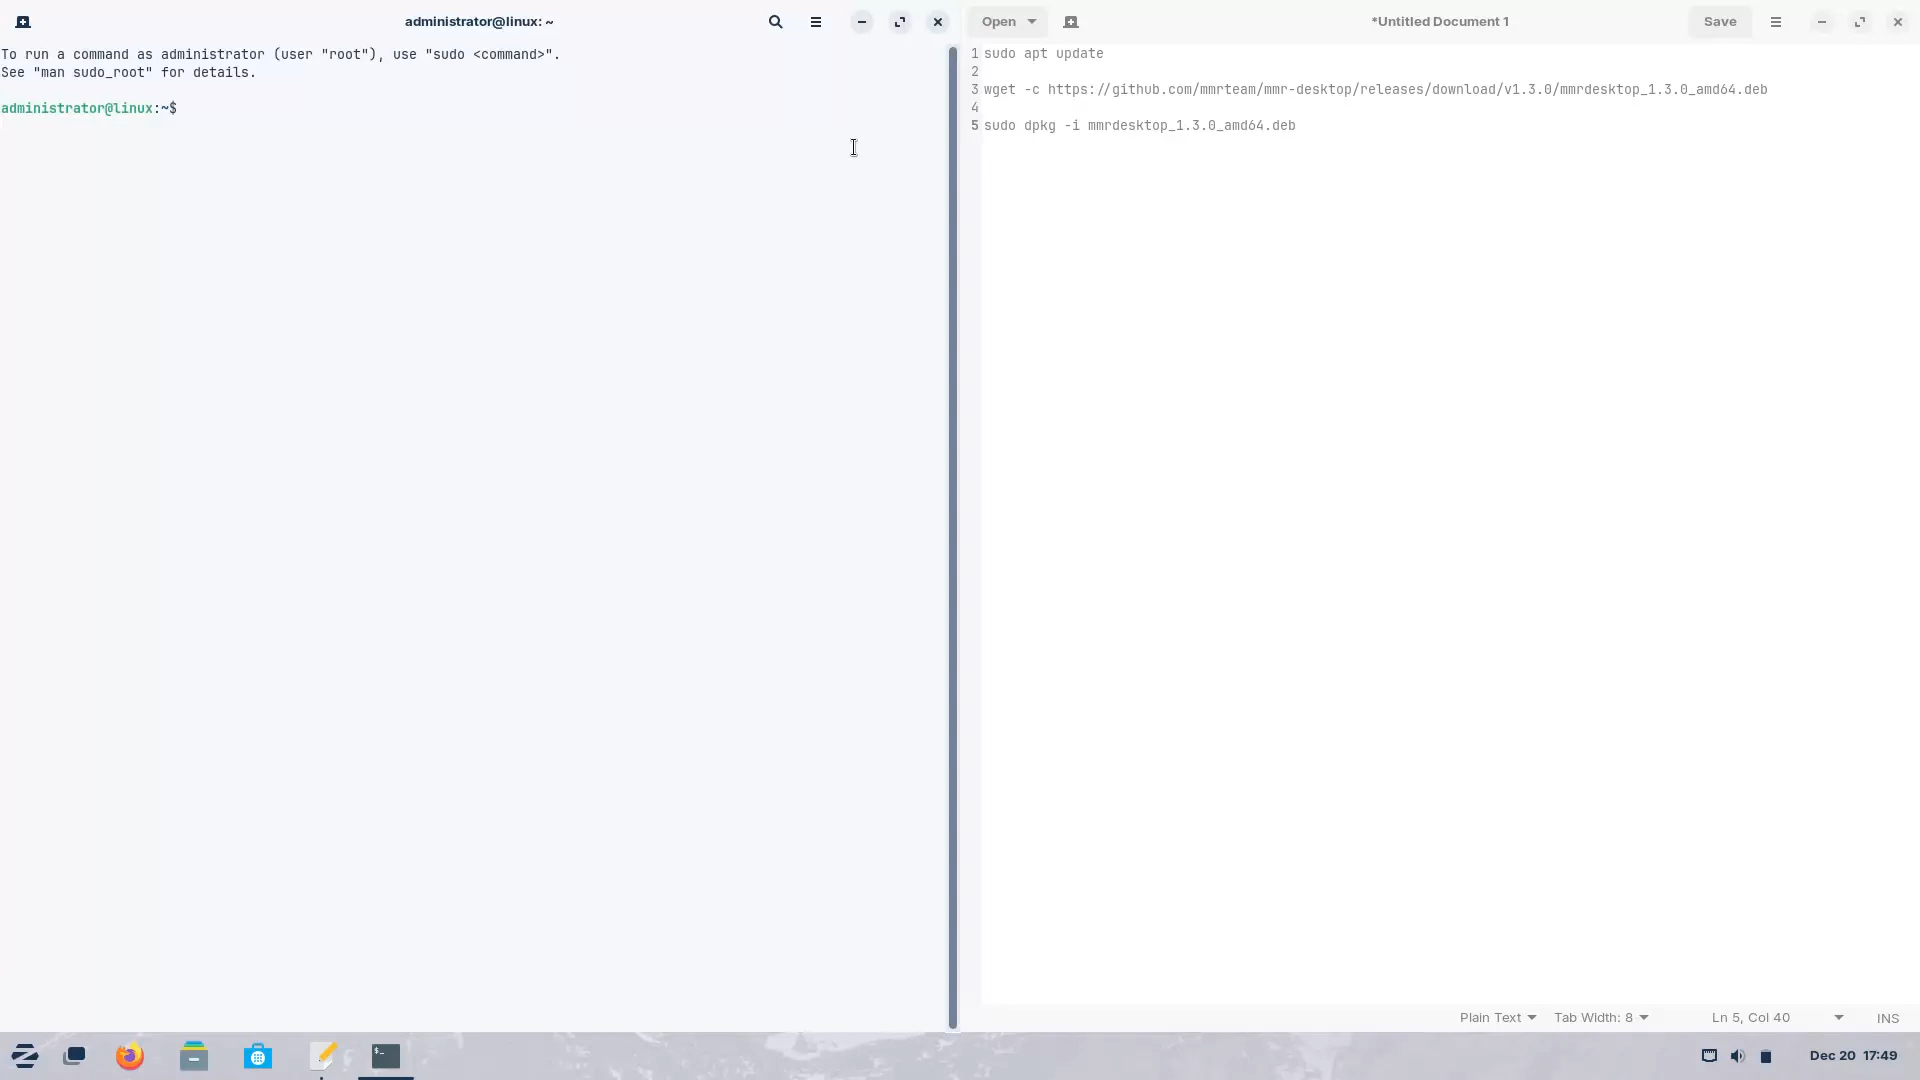 administrator@linux: ~
To run a command as administrator (user "root"), use "sudo <command>".
See "man sudo_root" for details.
administrator@linux:~$
Open
*Untitled Document 1
Save
1 sudo apt update
2
3 wget -c https://github.com/mmrteam/mmr-desktop/releases/download/v1.3.0/mmrdesktop_1.3.0_amd64.deb
4
5 sudo dpkg -i mmrdesktop_1.3.0_amd64.deb
Plain Text Tab Width: 8 Ln 5, Col 40 INS
$_
Dec 20 17:49